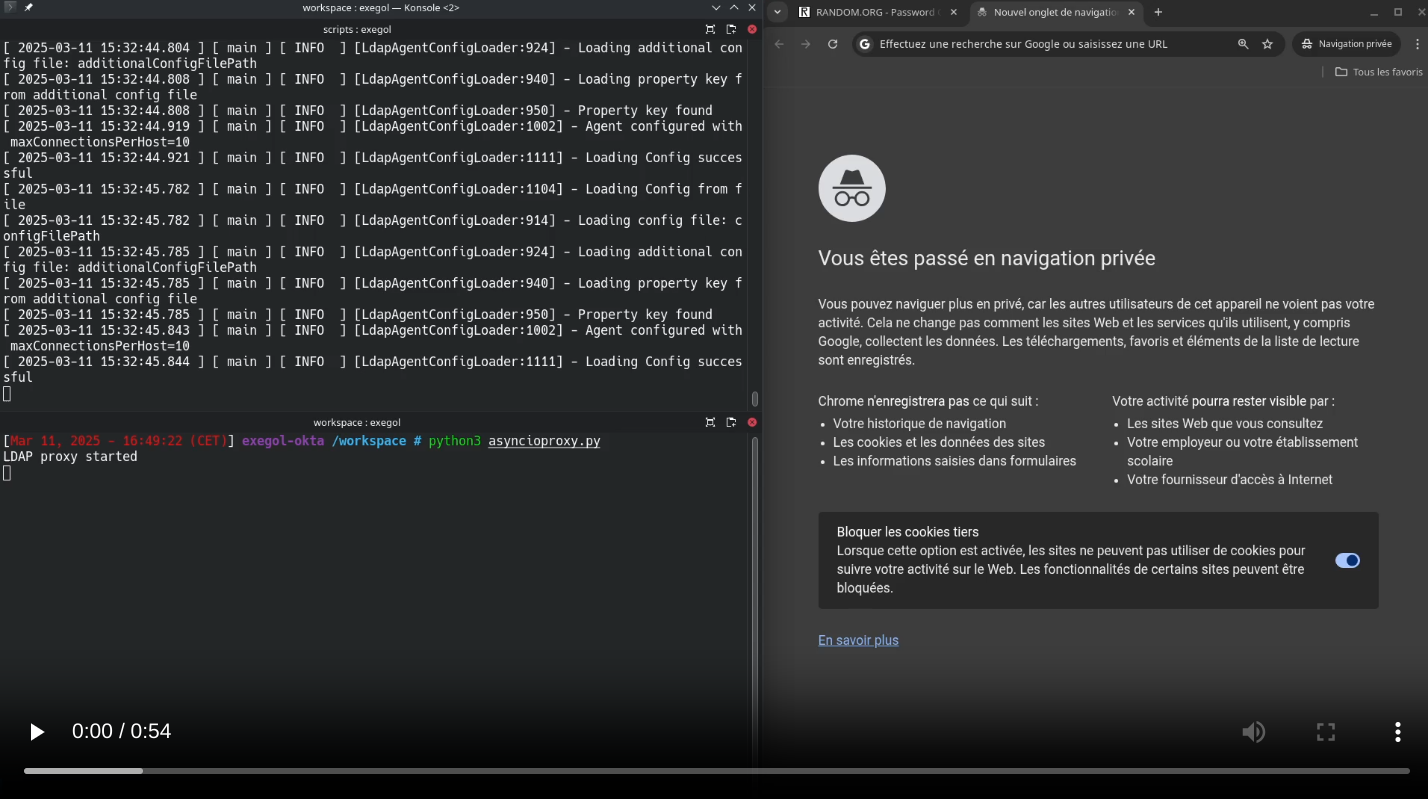 workspace : exegol — Konsole <2>
scripts : exegol
[ 2025-03-11 15:32:44.804 ] [ main ] [ INFO  ] [LdapAgentConfigLoader:924] - Loading additional con
fig file: additionalConfigFilePath
[ 2025-03-11 15:32:44.808 ] [ main ] [ INFO  ] [LdapAgentConfigLoader:940] - Loading property key f
rom additional config file
[ 2025-03-11 15:32:44.808 ] [ main ] [ INFO  ] [LdapAgentConfigLoader:950] - Property key found
[ 2025-03-11 15:32:44.919 ] [ main ] [ INFO  ] [LdapAgentConfigLoader:1002] - Agent configured with
 maxConnectionsPerHost=10
[ 2025-03-11 15:32:44.921 ] [ main ] [ INFO  ] [LdapAgentConfigLoader:1111] - Loading Config succes
sful
[ 2025-03-11 15:32:45.782 ] [ main ] [ INFO  ] [LdapAgentConfigLoader:1104] - Loading Config from f
ile
[ 2025-03-11 15:32:45.782 ] [ main ] [ INFO  ] [LdapAgentConfigLoader:914] - Loading config file: c
onfigFilePath
[ 2025-03-11 15:32:45.785 ] [ main ] [ INFO  ] [LdapAgentConfigLoader:924] - Loading additional con
fig file: additionalConfigFilePath
[ 2025-03-11 15:32:45.785 ] [ main ] [ INFO  ] [LdapAgentConfigLoader:940] - Loading property key f
rom additional config file
[ 2025-03-11 15:32:45.785 ] [ main ] [ INFO  ] [LdapAgentConfigLoader:950] - Property key found
[ 2025-03-11 15:32:45.843 ] [ main ] [ INFO  ] [LdapAgentConfigLoader:1002] - Agent configured with
 maxConnectionsPerHost=10
[ 2025-03-11 15:32:45.844 ] [ main ] [ INFO  ] [LdapAgentConfigLoader:1111] - Loading Config succes
sful
workspace : exegol
[Mar 11, 2025 - 16:49:22 (CET)] exegol-okta /workspace # python3 asyncioproxy.py
LDAP proxy started
0:00 / 0:54
RANDOM.ORG - Password G
Nouvel onglet de navigatio
Effectuez une recherche sur Google ou saisissez une URL
Navigation privée
Tous les favoris
Vous êtes passé en navigation privée
Vous pouvez naviguer plus en privé, car les autres utilisateurs de cet appareil ne voient pas votre
activité. Cela ne change pas comment les sites Web et les services qu'ils utilisent, y compris
Google, collectent les données. Les téléchargements, favoris et éléments de la liste de lecture
sont enregistrés.
Chrome n'enregistrera pas ce qui suit :
• Votre historique de navigation
• Les cookies et les données des sites
• Les informations saisies dans formulaires
Votre activité pourra rester visible par :
• Les sites Web que vous consultez
• Votre employeur ou votre établissement
scolaire
• Votre fournisseur d'accès à Internet
Bloquer les cookies tiers
Lorsque cette option est activée, les sites ne peuvent pas utiliser de cookies pour
suivre votre activité sur le Web. Les fonctionnalités de certains sites peuvent être
bloquées.
En savoir plus